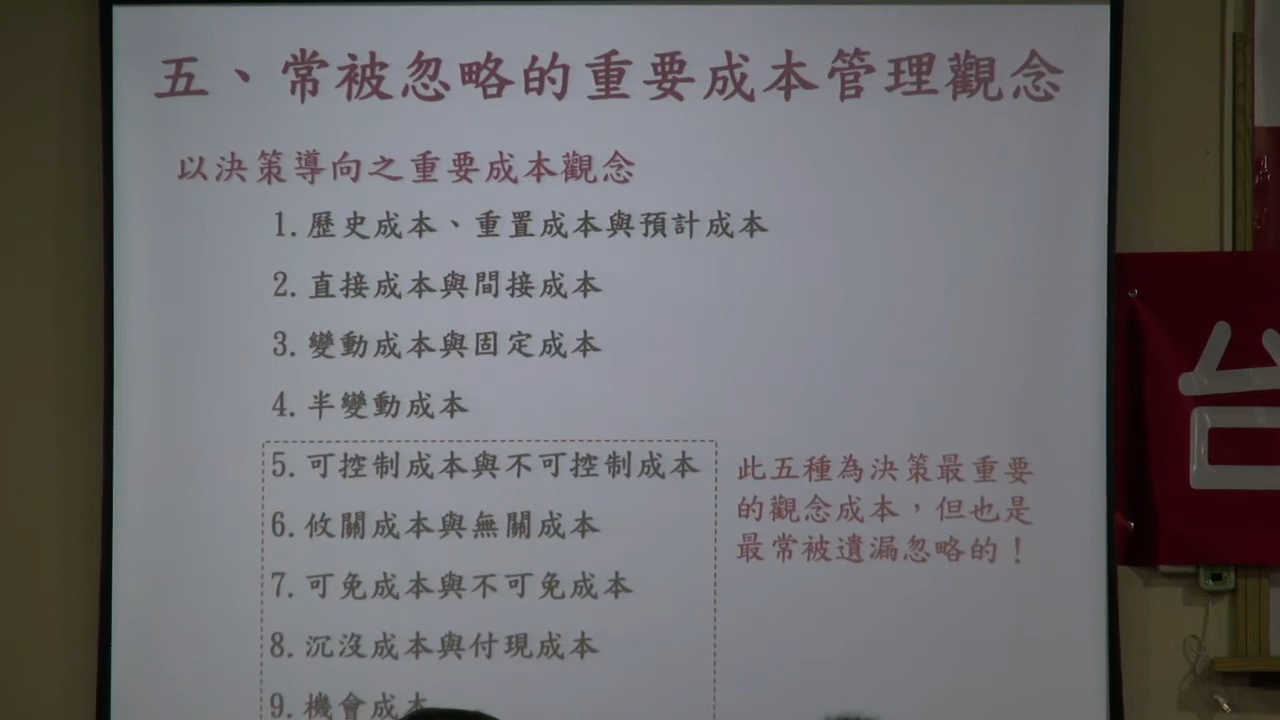 五、常被忽略的重要成本管理觀念
以決策導向之重要成本觀念
1.歷史成本、重置成本與預計成本
2.直接成本與間接成本
3.變動成本與固定成本
4.半變動成本
5.可控制成本與不可控制成本
6.攸關成本與無關成本
7.可免成本與不可免成本
8.沉沒成本與付現成本
9.機會成本
此五種為決策最重要
的觀念成本，但也是
最常被遺漏忽略的！
台